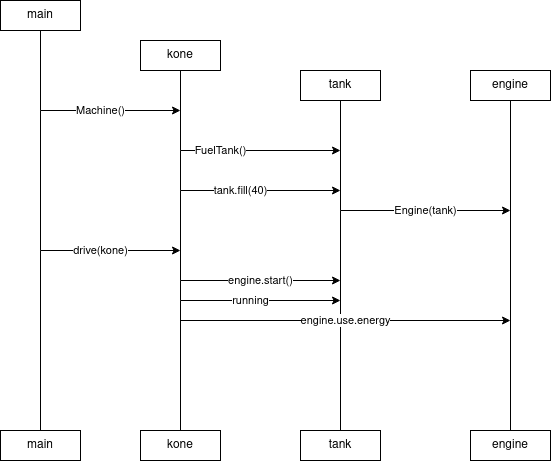 main
kone
tank
engine
Machine()
FuelTank()
tank.fill(40)
Engine(tank)
drive(kone)
engine.start()
running
engine.use.energy
main
kone
tank
engine